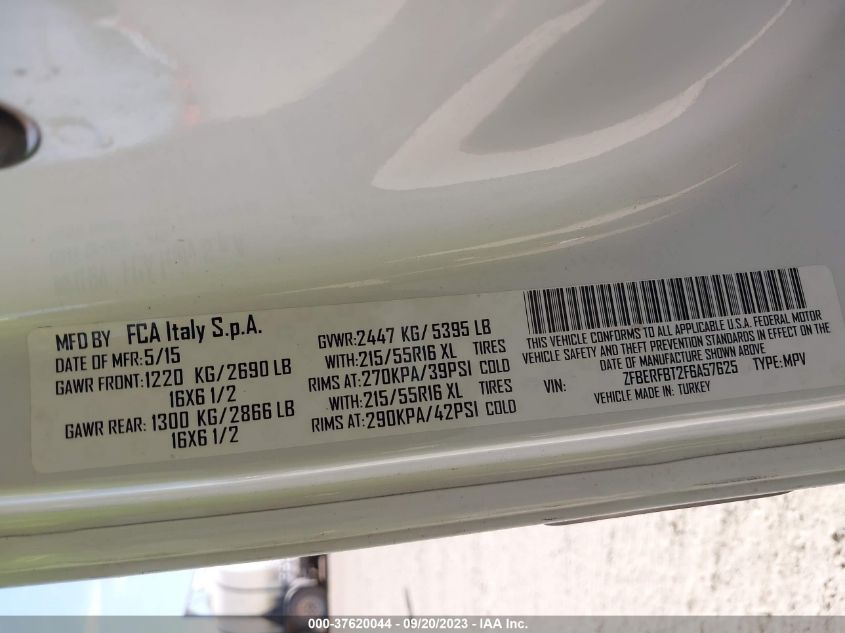 MFD BY FCA Italy S.p.A.
DATE OF MFR:5/15
GAWR FRONT:1220 KG/2690 LB
16X6 1/2
GAWR REAR: 1300 KG/2866 LB
16X6 1/2
GVWR:2447 KG/5395 LB
WITH:215/55R16 XL TIRES
RIMS AT:270KPA/39PSI COLD
WITH:215/55R16 XL TIRES
RIMS AT:290KPA/42PSI COLD
THIS VEHICLE CONFORMS TO ALL APPLICABLE U.S.A. FEDERAL MOTOR
VEHICLE SAFETY AND THEFT PREVENTION STANDARDS IN EFFECT ON THE
DATE OF MANUFACTURE SHOWN ABOVE
VIN: ZFBERFBT2F6A57625 TYPE:MPV
VEHICLE MADE IN: TURKEY
000-37620044 - 09/20/2023 - IAA Inc.